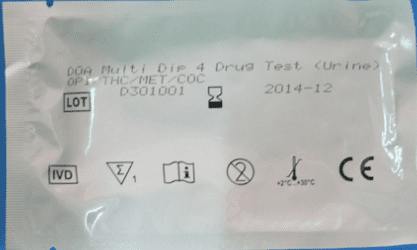 DOA Multi Dip 4 Drug Test (Urine)
OPI/THC/MET/COC
LOT D301001 2014-12
IVD Σ 1 i 2 +2°C +30°C CE